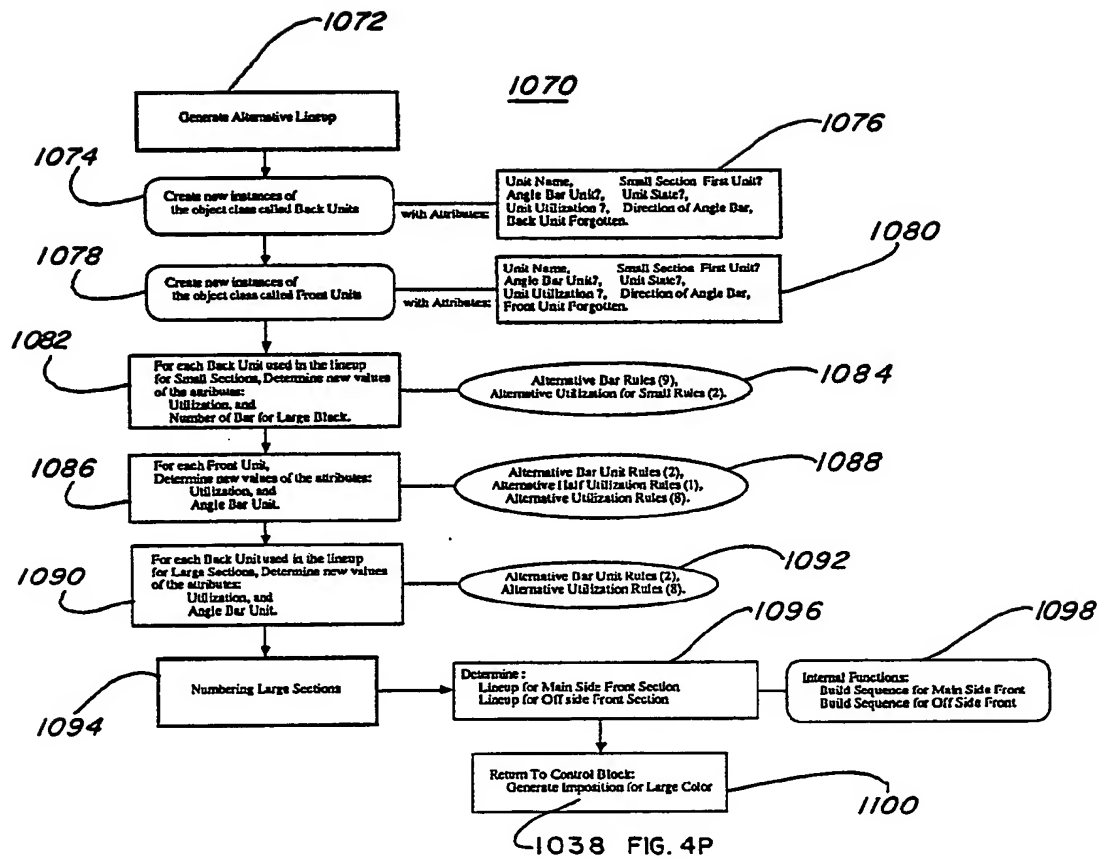 1072
1070
Generate Alternative Lineup
1074
1076
Create new instances of
the object class called Back Units
with Attributes:
Unit Name, Small Section First Unit?
Angle Bar Unit?, Unit State?,
Unit Utilization ?, Direction of Angle Bar,
Back Unit Forgotten.
1078
1080
Create new instances of
the object class called Front Units
with Attributes:
Unit Name, Small Section First Unit?
Angle Bar Unit?, Unit State?,
Unit Utilization ?, Direction of Angle Bar,
Front Unit Forgotten.
1082
For each Back Unit used in the lineup
for Small Sections, Determine new values
of the attributes:
Utilization, and
Number of Bar for Large Black.
Alternative Bar Rules (9),
Alternative Utilization for Small Rules (2).
1084
1086
For each Front Unit,
Determine new values of the attributes:
Utilization, and
Angle Bar Unit.
Alternative Bar Unit Rules (2),
Alternative Half Utilization Rules (1),
Alternative Utilization Rules (8).
1088
1090
For each Back Unit used in the lineup
for Large Sections, Determine new values
of the attributes:
Utilization, and
Angle Bar Unit.
Alternative Bar Unit Rules (2),
Alternative Utilization Rules (8).
1092
1094
Numbering Large Sections
1096
Determine :
Lineup for Main Side Front Section
Lineup for Off side Front Section
1098
Internal Functions:
Build Sequence for Main Side Front
Build Sequence for Off Side Front
Return To Control Block:
Generate Imposition for Large Color
1100
1038 FIG. 4P